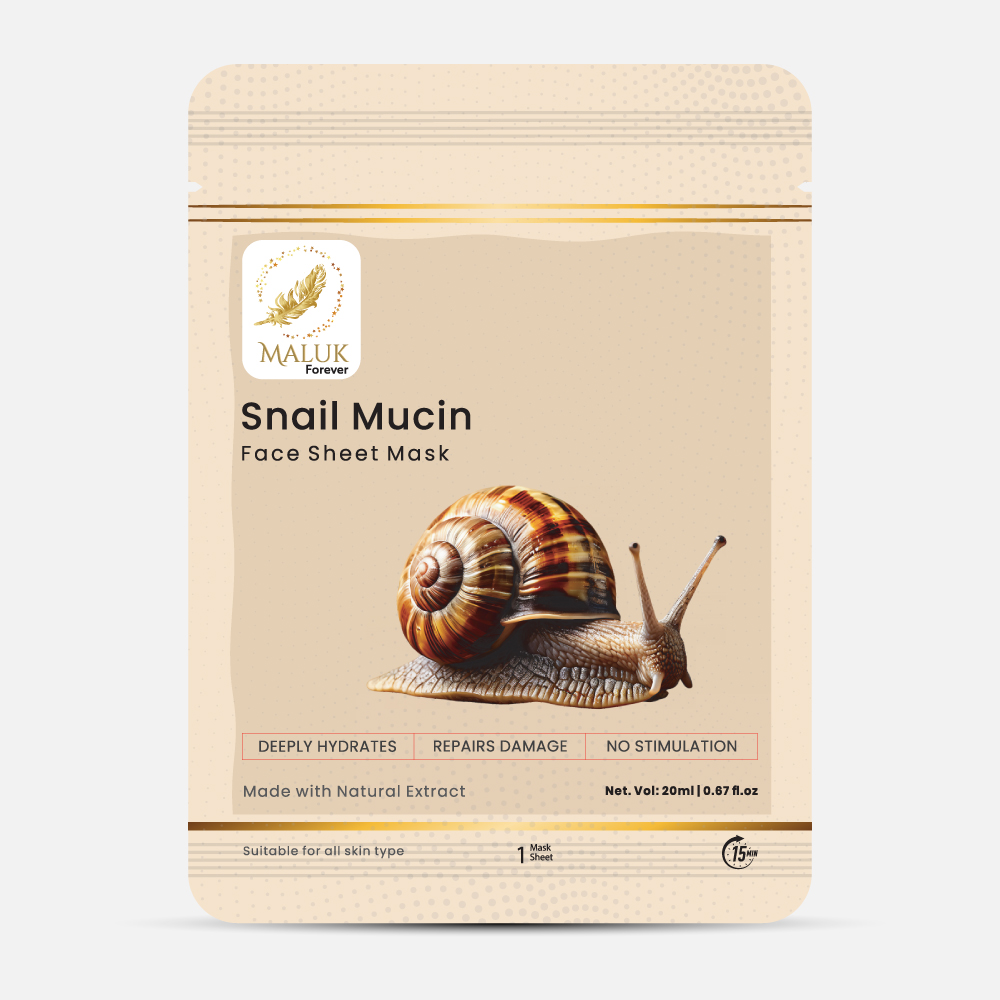 MALUK
Forever
Snail Mucin
Face Sheet Mask
DEEPLY HYDRATES
REPAIRS DAMAGE
NO STIMULATION
Made with Natural Extract
Net. Vol: 20ml | 0.67 fl.oz
Suitable for all skin type
1 Mask
Sheet
15 MIN